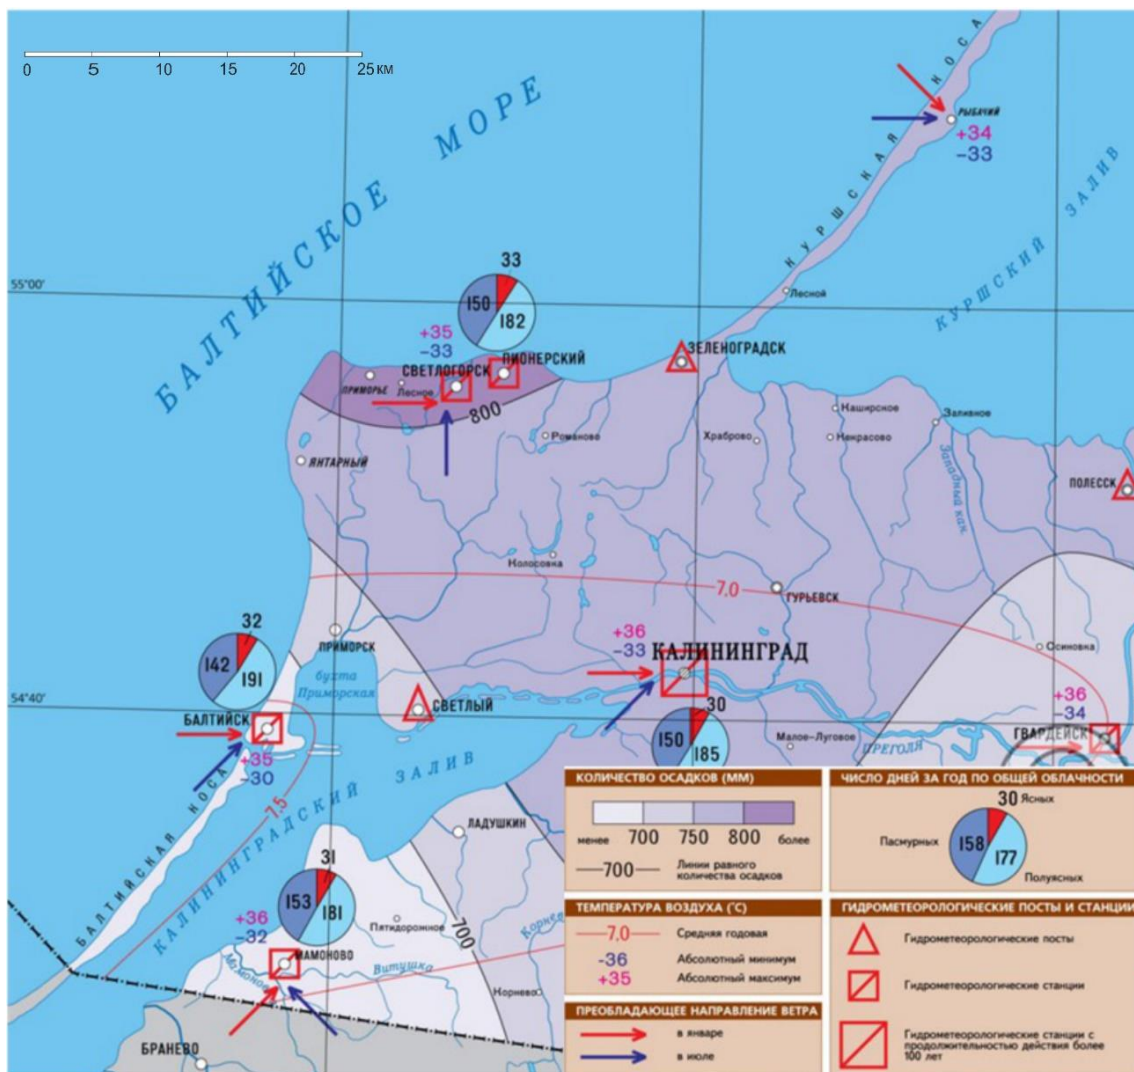 0 5 10 15 20 25 КМ
БАЛТИЙСКОЕ МОРЕ
КУРШСКАЯ КОСА
РЫБАЧИЙ
+34
-33
КУРШСКИЙ ЗАЛИВ
55°00'
Лесной
33
150
182
+35
-33
СВЕТЛОГОРСК
ПИОНЕРСКИЙ
ПРИМОРЬЕ
Лесное
800
ЗЕЛЕНОГРАДСК
ЯНТАРНЫЙ
Романово
Храброво
Каширское
Некрасово
Заливное
Западный кан.
ПОЛЕССК
Колосовка
7.0
ГУРЬЕВСК
32
142
191
ПРИМОРСК
бухта
Приморская
+36
-33
КАЛИНИНГРАД
Осиновка
54°40'
БАЛТИЙСК
+35
-30
СВЕТЛЫЙ
30
150
185
Малое-Луговое
ПРЕГОЛЯ
+36
-34
ГВАРДЕЙСК
7.5
БАЛТИЙСКАЯ КОСА
КАЛИНИНГРАДСКИЙ ЗАЛИВ
ЛАДУШКИН
31
153
181
+36
-32
МАМОНОВО
Мамонов
Витушка
Пятидорожное
700
Корнев
Корнево
БРАНЕВО
КОЛИЧЕСТВО ОСАДКОВ (ММ)
менее 700 750 800 более
700 Линии равного
количества осадков
ТЕМПЕРАТУРА ВОЗДУХА (°С)
7.0 Средняя годовая
-36 Абсолютный минимум
+35 Абсолютный максимум
ПРЕОБЛАДАЮЩЕЕ НАПРАВЛЕНИЕ ВЕТРА
в январе
в июле
ЧИСЛО ДНЕЙ ЗА ГОД ПО ОБЩЕЙ ОБЛАЧНОСТИ
30 Ясных
Пасмурных 158
177
Полуясных
ГИДРОМЕТЕОРОЛОГИЧЕСКИЕ ПОСТЫ И СТАНЦИИ
Гидрометеорологические посты
Гидрометеорологические станции
Гидрометеорологические станции с
продолжительностью действия более
100 лет